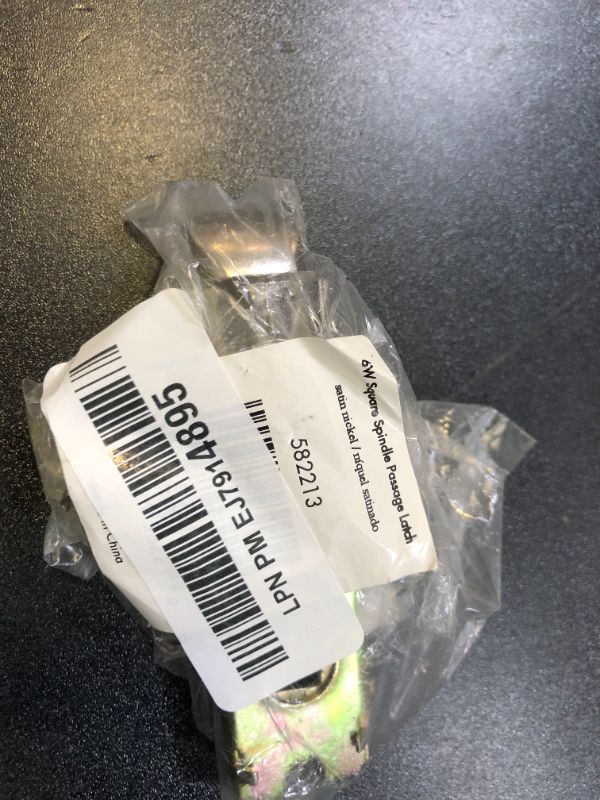 6W Square Spindle Passage Latch
satin nickel / níquel satinado
582213
LPN PM EJ7914895
China